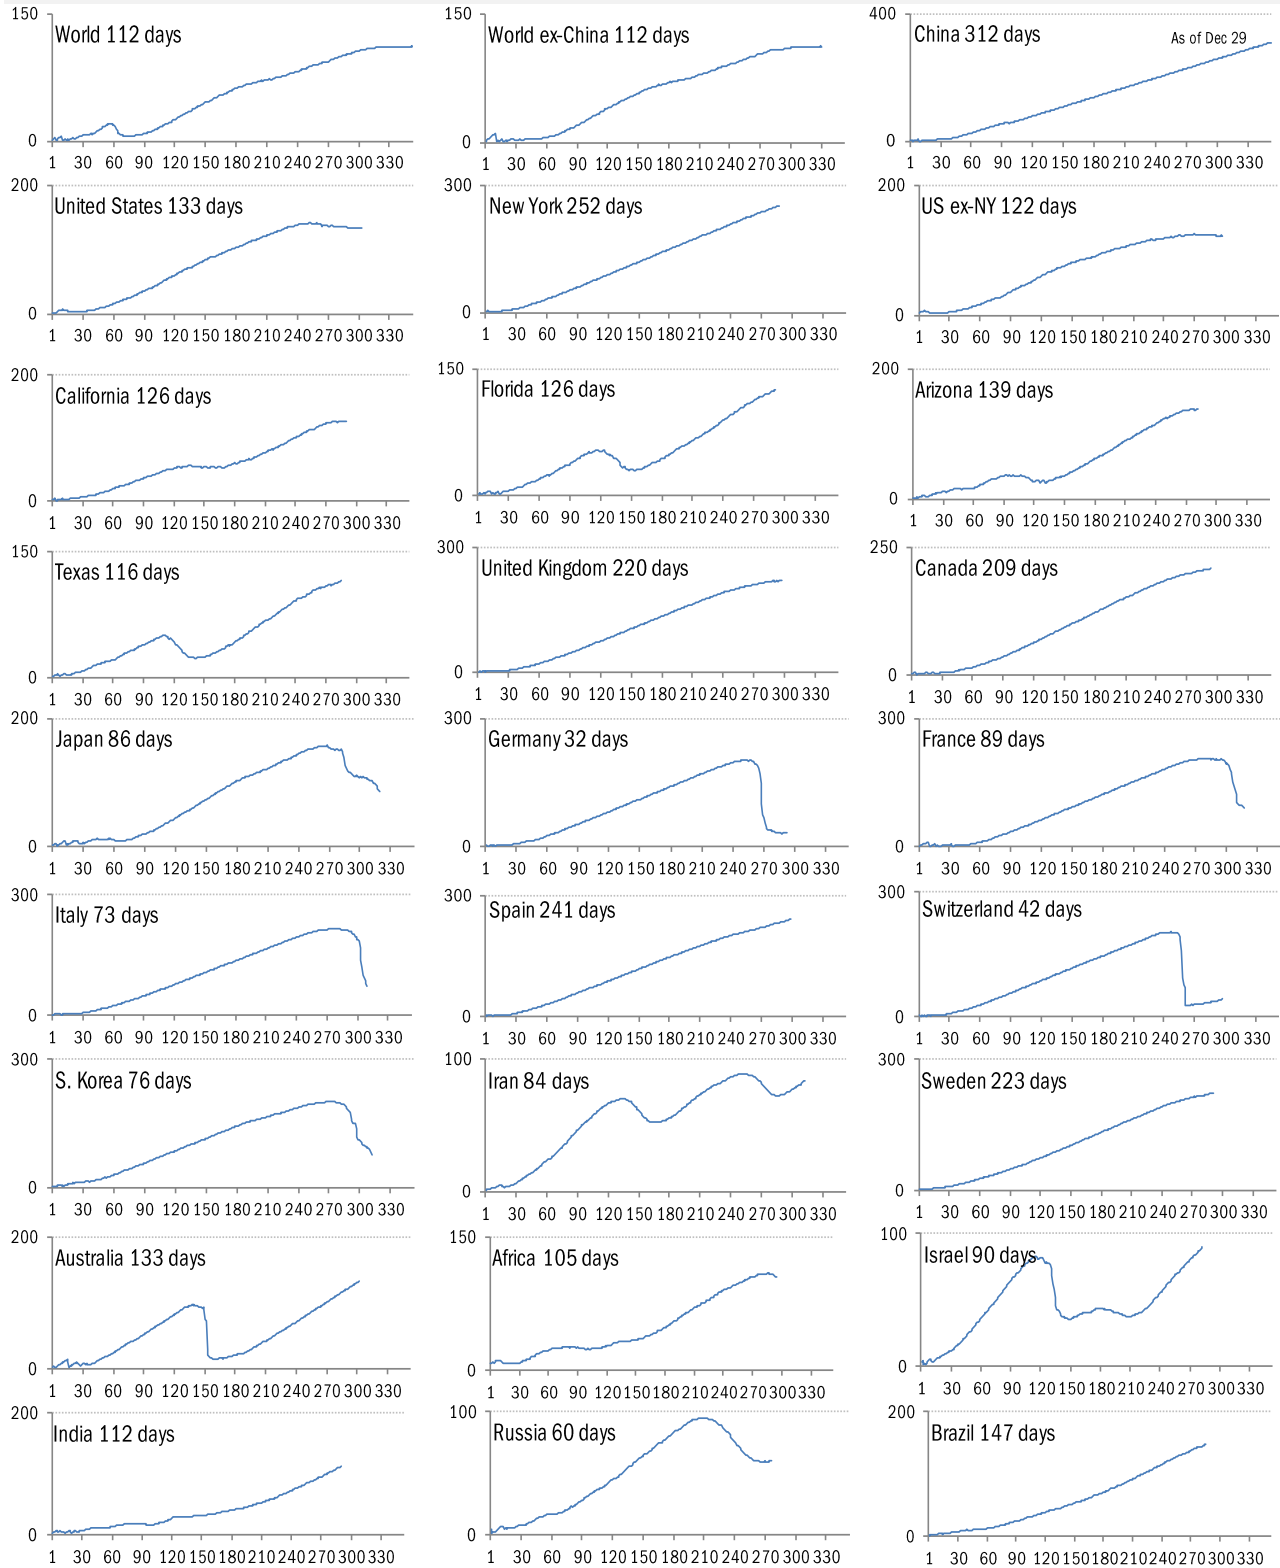 150
World 112 days
0
1 30 60 90 120 150 180 210 240 270 300 330
150
World ex-China 112 days
0
1 30 60 90 120 150 180 210 240 270 300 330
400
China 312 days
As of Dec 29
0
1 30 60 90 120 150 180 210 240 270 300 330
200
United States 133 days
0
1 30 60 90 120 150 180 210 240 270 300 330
300
New York 252 days
0
1 30 60 90 120 150 180 210 240 270 300 330
200
US ex-NY 122 days
0
1 30 60 90 120 150 180 210 240 270 300 330
200
California 126 days
0
1 30 60 90 120 150 180 210 240 270 300 330
150
Florida 126 days
0
1 30 60 90 120 150 180 210 240 270 300 330
200
Arizona 139 days
0
1 30 60 90 120 150 180 210 240 270 300 330
150
Texas 116 days
0
1 30 60 90 120 150 180 210 240 270 300 330
300
United Kingdom 220 days
0
1 30 60 90 120 150 180 210 240 270 300 330
250
Canada 209 days
0
1 30 60 90 120 150 180 210 240 270 300 330
200
Japan 86 days
0
1 30 60 90 120 150 180 210 240 270 300 330
300
Germany 32 days
0
1 30 60 90 120 150 180 210 240 270 300 330
300
France 89 days
0
1 30 60 90 120 150 180 210 240 270 300 330
300
Italy 73 days
0
1 30 60 90 120 150 180 210 240 270 300 330
300
Spain 241 days
0
1 30 60 90 120 150 180 210 240 270 300 330
300
Switzerland 42 days
0
1 30 60 90 120 150 180 210 240 270 300 330
300
S. Korea 76 days
0
1 30 60 90 120 150 180 210 240 270 300 330
100
Iran 84 days
0
1 30 60 90 120 150 180 210 240 270 300 330
300
Sweden 223 days
0
1 30 60 90 120 150 180 210 240 270 300 330
200
Australia 133 days
0
1 30 60 90 120 150 180 210 240 270 300 330
150
Africa 105 days
0
1 30 60 90 120 150 180 210 240 270 300 330
100
Israel 90 days
0
1 30 60 90 120 150 180 210 240 270 300 330
200
India 112 days
0
1 30 60 90 120 150 180 210 240 270 300 330
100
Russia 60 days
0
1 30 60 90 120 150 180 210 240 270 300 330
200
Brazil 147 days
0
1 30 60 90 120 150 180 210 240 270 300 330